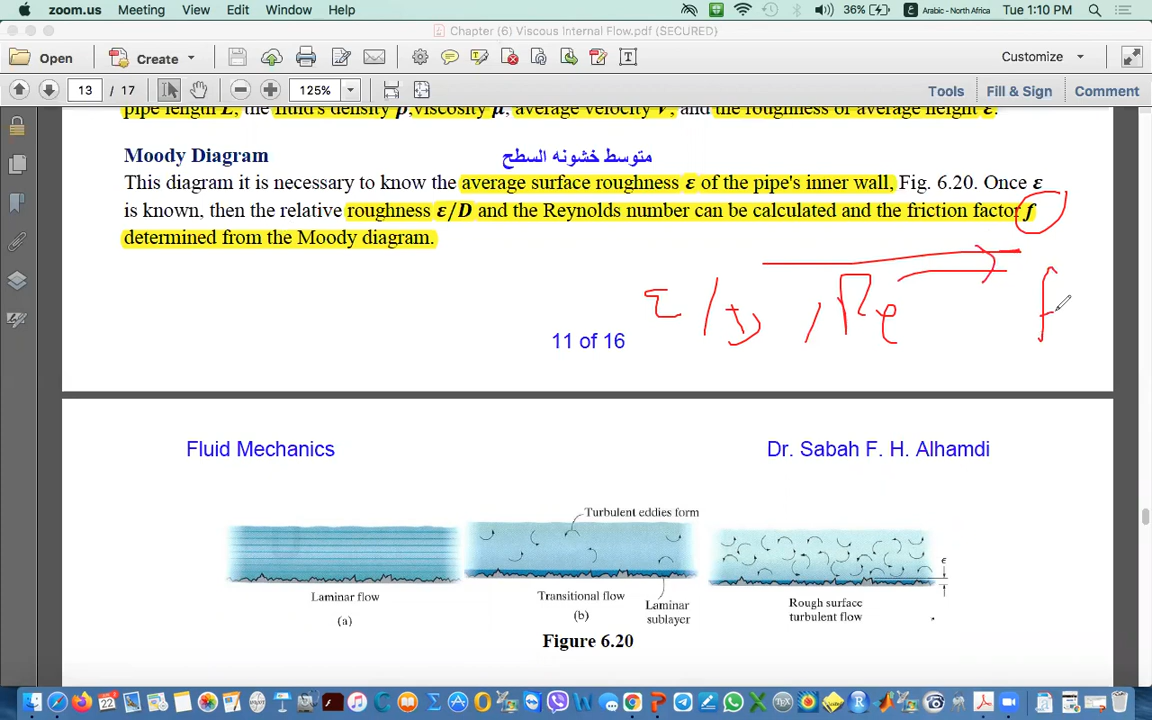 zoom.us Meeting View Edit Window Help 36% Arabic - North Africa Tue 1:10 PM
Chapter (6) Viscous Internal Flow.pdf (SECURED)
Open Create Customize
13 / 17 125% Tools Fill & Sign Comment
pipe length L, the fluid's density ρ,viscosity μ, average velocity V, and the roughness of average height ε.
Moody Diagram متوسط خشونه السطح
This diagram it is necessary to know the average surface roughness ε of the pipe's inner wall, Fig. 6.20. Once ε
is known, then the relative roughness ε/D and the Reynolds number can be calculated and the friction factor f
determined from the Moody diagram.
ε/D , Re f
11 of 16
Fluid Mechanics Dr. Sabah F. H. Alhamdi
Turbulent eddies form
ε
Laminar flow
(a)
Transitional flow
(b)
Laminar
sublayer
Rough surface
turbulent flow
Figure 6.20